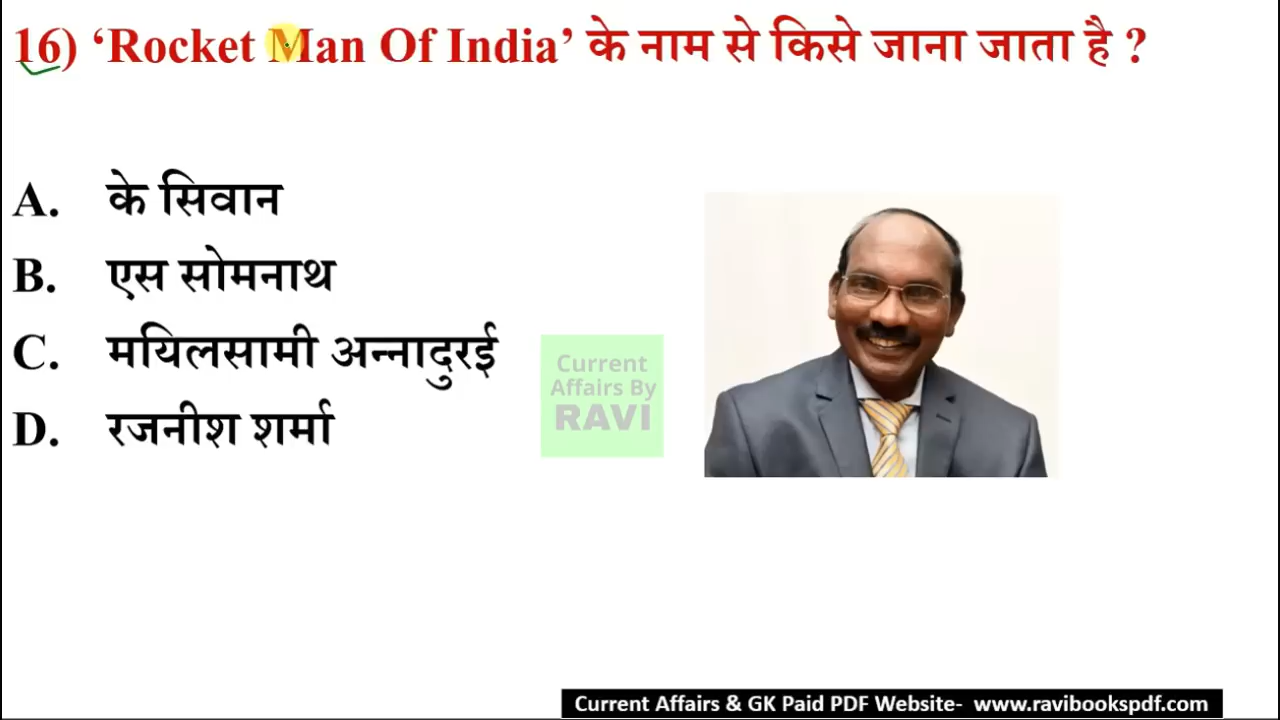 16) ‘Rocket Man Of India’ के नाम से किसे जाना जाता है ?
A. के सिवान
B. एस सोमनाथ
C. मयिलसामी अन्नादुरई
D. रजनीश शर्मा
Current
Affairs By
RAVI
Current Affairs & GK Paid PDF Website- www.ravibookspdf.com